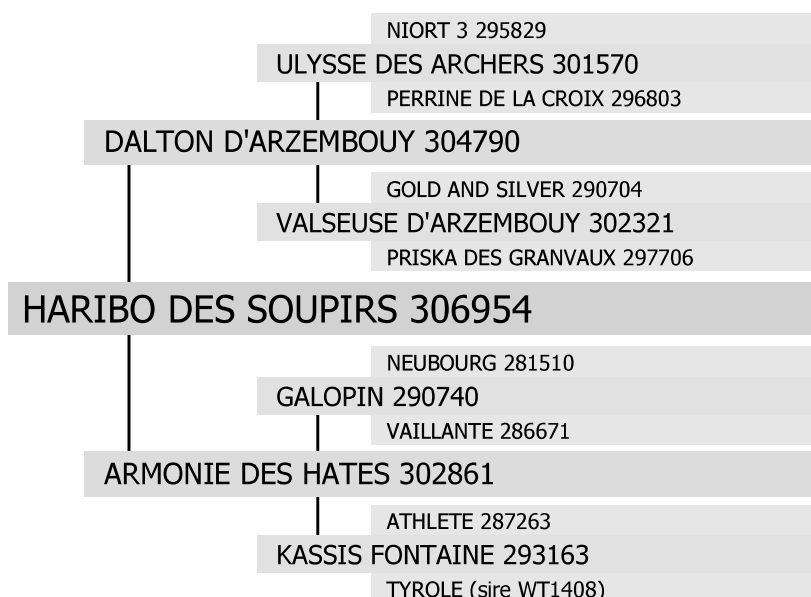 NIORT 3 295829
ULYSSE DES ARCHERS 301570
PERRINE DE LA CROIX 296803
DALTON D'ARZEMBOUY 304790
GOLD AND SILVER 290704
VALSEUSE D'ARZEMBOUY 302321
PRISKA DES GRANVAUX 297706
HARIBO DES SOUPIRS 306954
NEUBOURG 281510
GALOPIN 290740
VAILLANTE 286671
ARMONIE DES HATES 302861
ATHLETE 287263
KASSIS FONTAINE 293163
TYROLE (sire WT1408)